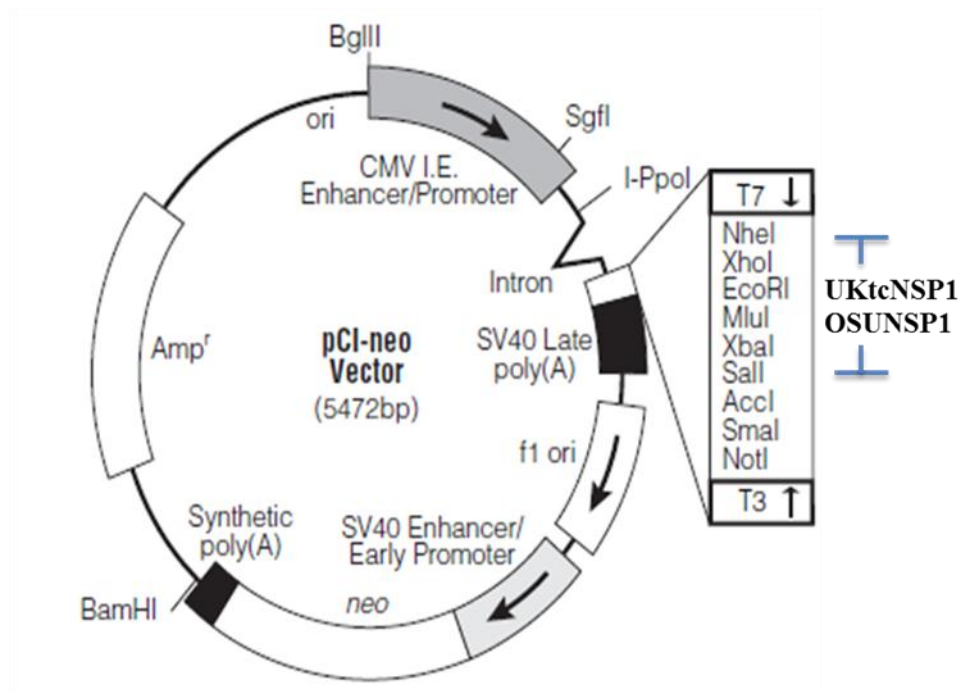 BglII
ori
SgfI
CMV I.E.
Enhancer/Promoter
I-PpoI
Intron
T7 ↓
NheI
XhoI
EcoRI
MluI
XbaI
SalI
AccI
SmaI
NotI
T3 ↑
UKtcNSP1
OSUNSP1
Ampʳ
pCI-neo
Vector
(5472bp)
SV40 Late
poly(A)
f1 ori
Synthetic
poly(A)
SV40 Enhancer/
Early Promoter
neo
BamHI